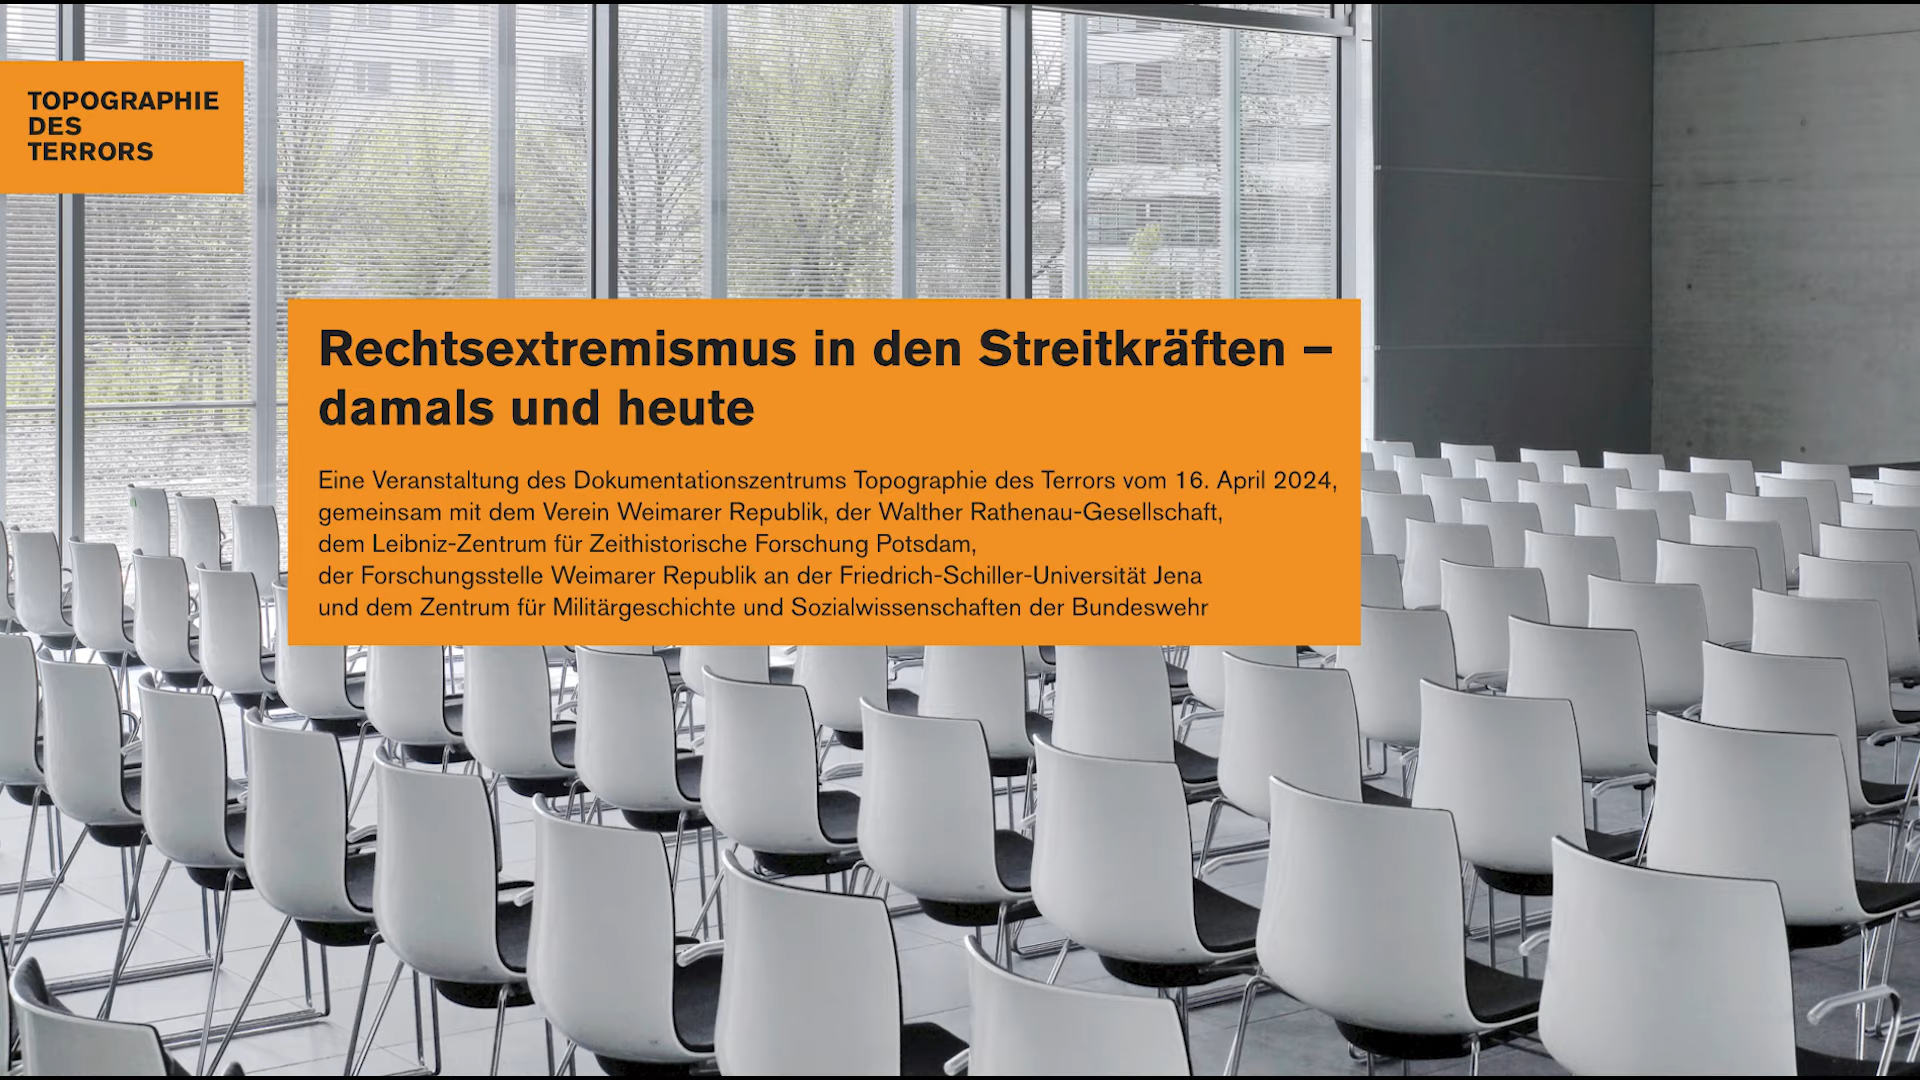 TOPOGRAPHIE
DES
TERRORS
Rechtsextremismus in den Streitkräften –
damals und heute
Eine Veranstaltung des Dokumentationszentrums Topographie des Terrors vom 16. April 2024,
gemeinsam mit dem Verein Weimarer Republik, der Walther Rathenau-Gesellschaft,
dem Leibniz-Zentrum für Zeithistorische Forschung Potsdam,
der Forschungsstelle Weimarer Republik an der Friedrich-Schiller-Universität Jena
und dem Zentrum für Militärgeschichte und Sozialwissenschaften der Bundeswehr